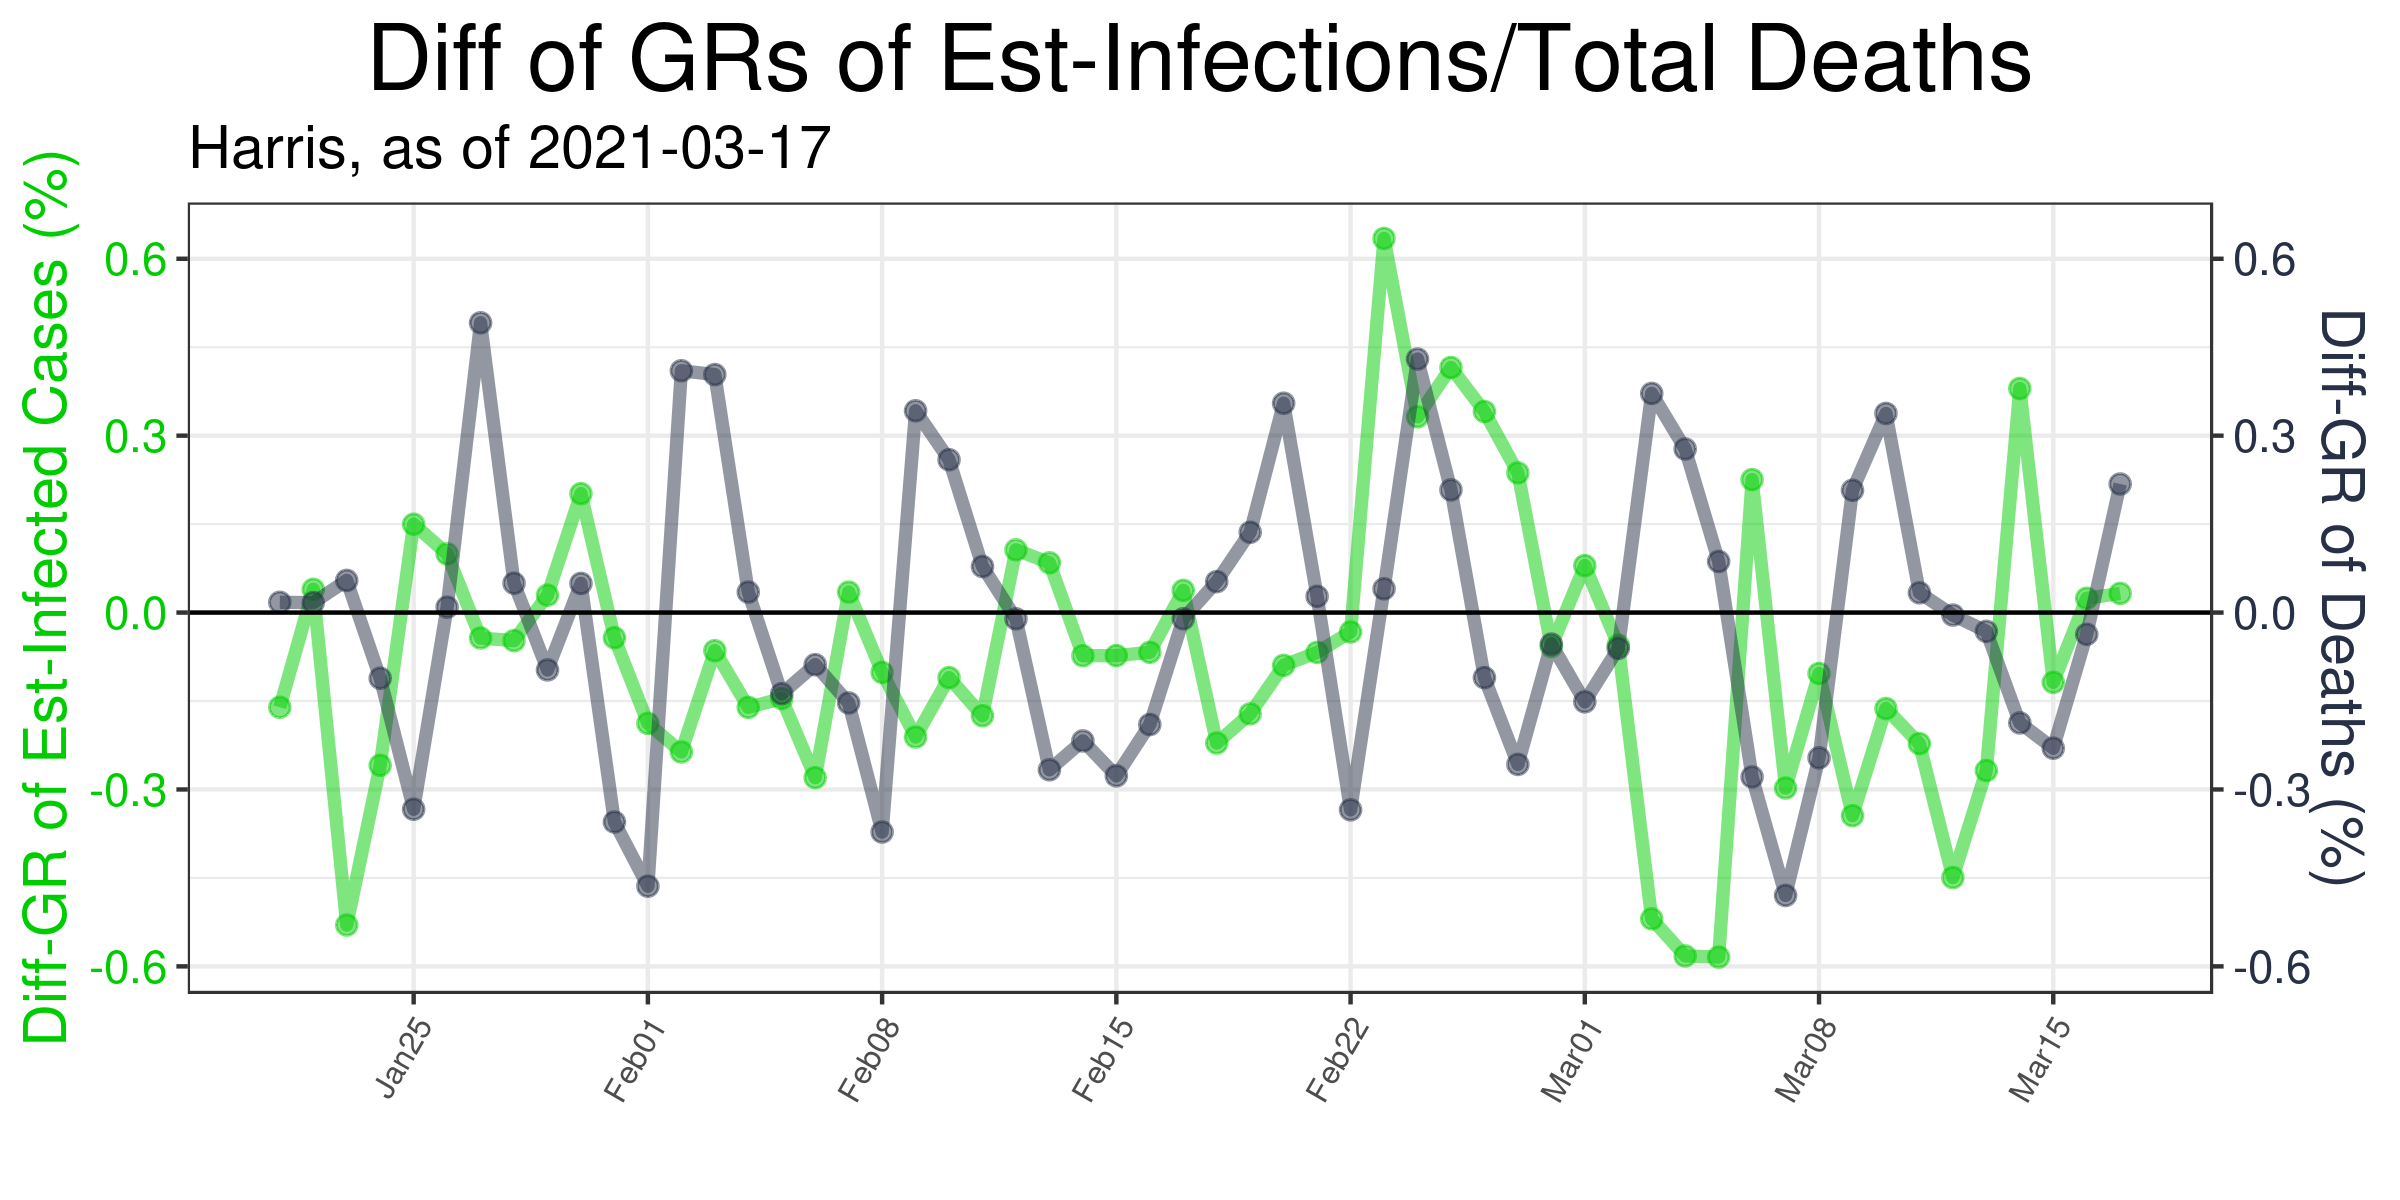 Diff of GRs of Est-Infections/Total Deaths
Harris, as of 2021-03-17
Diff-GR of Est-Infected Cases (%)
0.6
0.3
0.0
-0.3
-0.6
0.6
0.3
0.0
-0.3
-0.6
Diff-GR of Deaths (%)
Jan25
Feb01
Feb08
Feb15
Feb22
Mar01
Mar08
Mar15